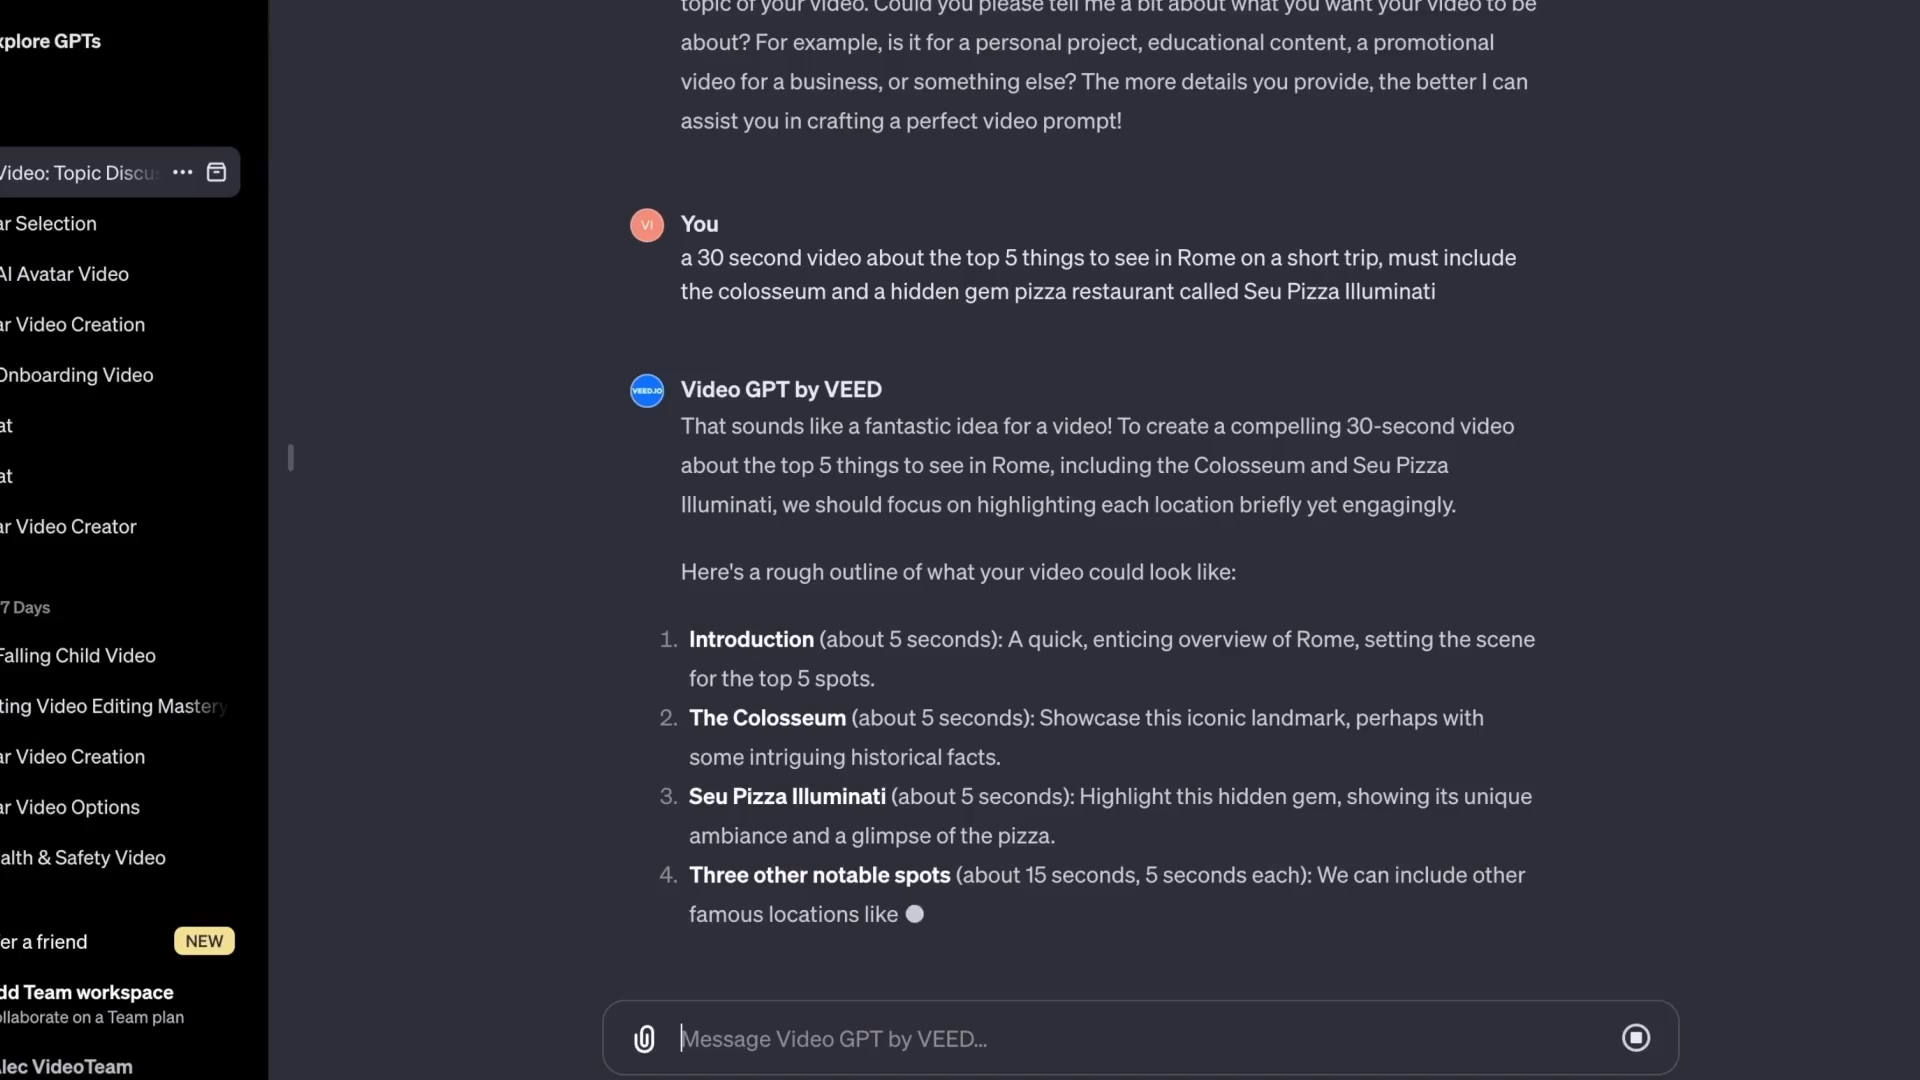 xplore GPTs
Video: Topic Discu
ar Selection
AI Avatar Video
ar Video Creation
Onboarding Video
at
at
ar Video Creator
7 Days
Falling Child Video
ting Video Editing Mastery
ar Video Creation
ar Video Options
alth & Safety Video
er a friend
NEW
dd Team workspace
ollaborate on a Team plan
lec VideoTeam
topic of your video. Could you please tell me a bit about what you want your video to be
about? For example, is it for a personal project, educational content, a promotional
video for a business, or something else? The more details you provide, the better I can
assist you in crafting a perfect video prompt!
VI
You
a 30 second video about the top 5 things to see in Rome on a short trip, must include
the colosseum and a hidden gem pizza restaurant called Seu Pizza Illuminati
VEED.IO
Video GPT by VEED
That sounds like a fantastic idea for a video! To create a compelling 30-second video
about the top 5 things to see in Rome, including the Colosseum and Seu Pizza
Illuminati, we should focus on highlighting each location briefly yet engagingly.
Here's a rough outline of what your video could look like:
1. Introduction (about 5 seconds): A quick, enticing overview of Rome, setting the scene
for the top 5 spots.
2. The Colosseum (about 5 seconds): Showcase this iconic landmark, perhaps with
some intriguing historical facts.
3. Seu Pizza Illuminati (about 5 seconds): Highlight this hidden gem, showing its unique
ambiance and a glimpse of the pizza.
4. Three other notable spots (about 15 seconds, 5 seconds each): We can include other
famous locations like
Message Video GPT by VEED...